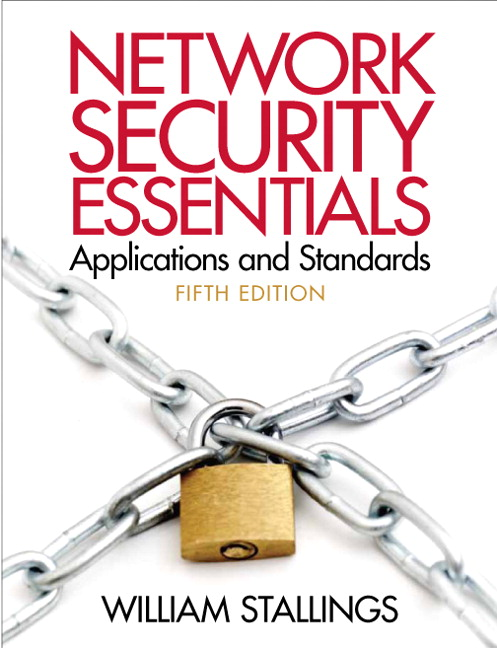 NETWORK
SECURITY
ESSENTIALS
Applications and Standards
FIFTH EDITION
WILLIAM STALLINGS